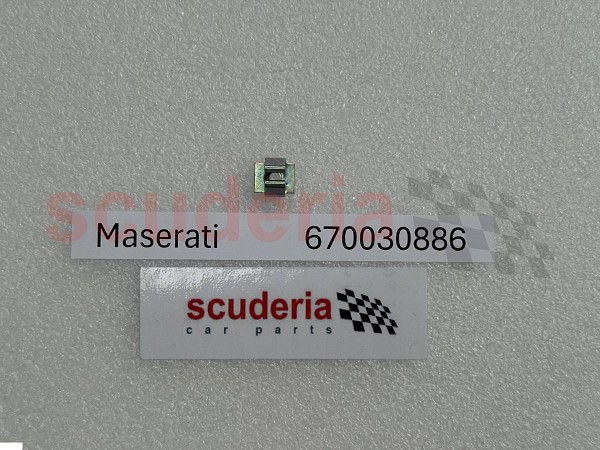 scuderia
Maserati 670030886
scuderia
car parts